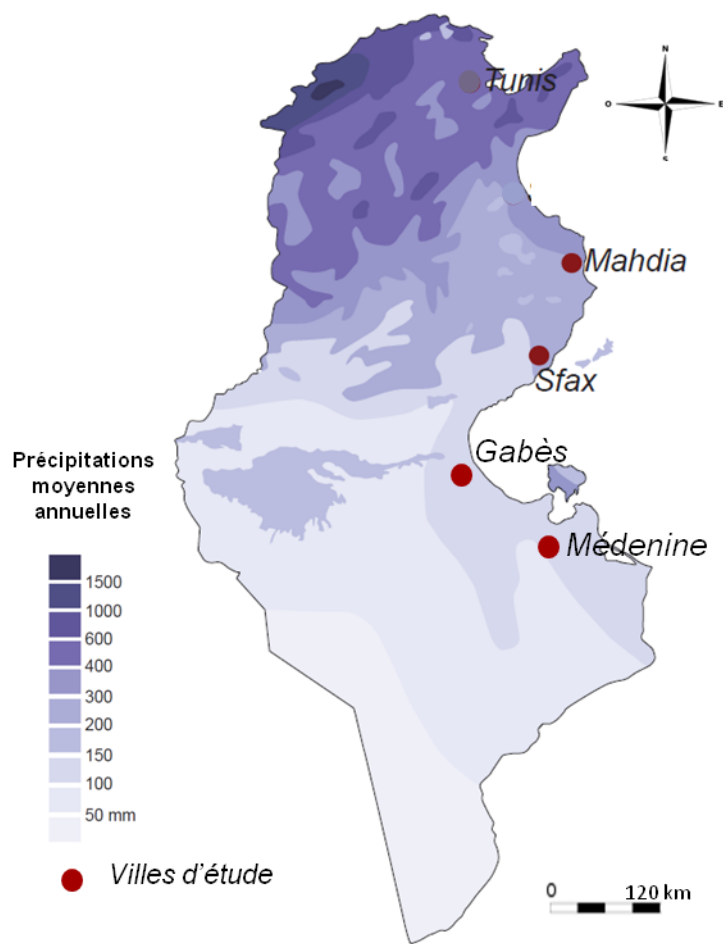 Tunis
N
O
E
S
Mahdia
Sfax
Gabès
Médenine
Précipitations
moyennes
annuelles
1500
1000
600
400
300
200
150
100
50 mm
Villes d'étude
0 120 km